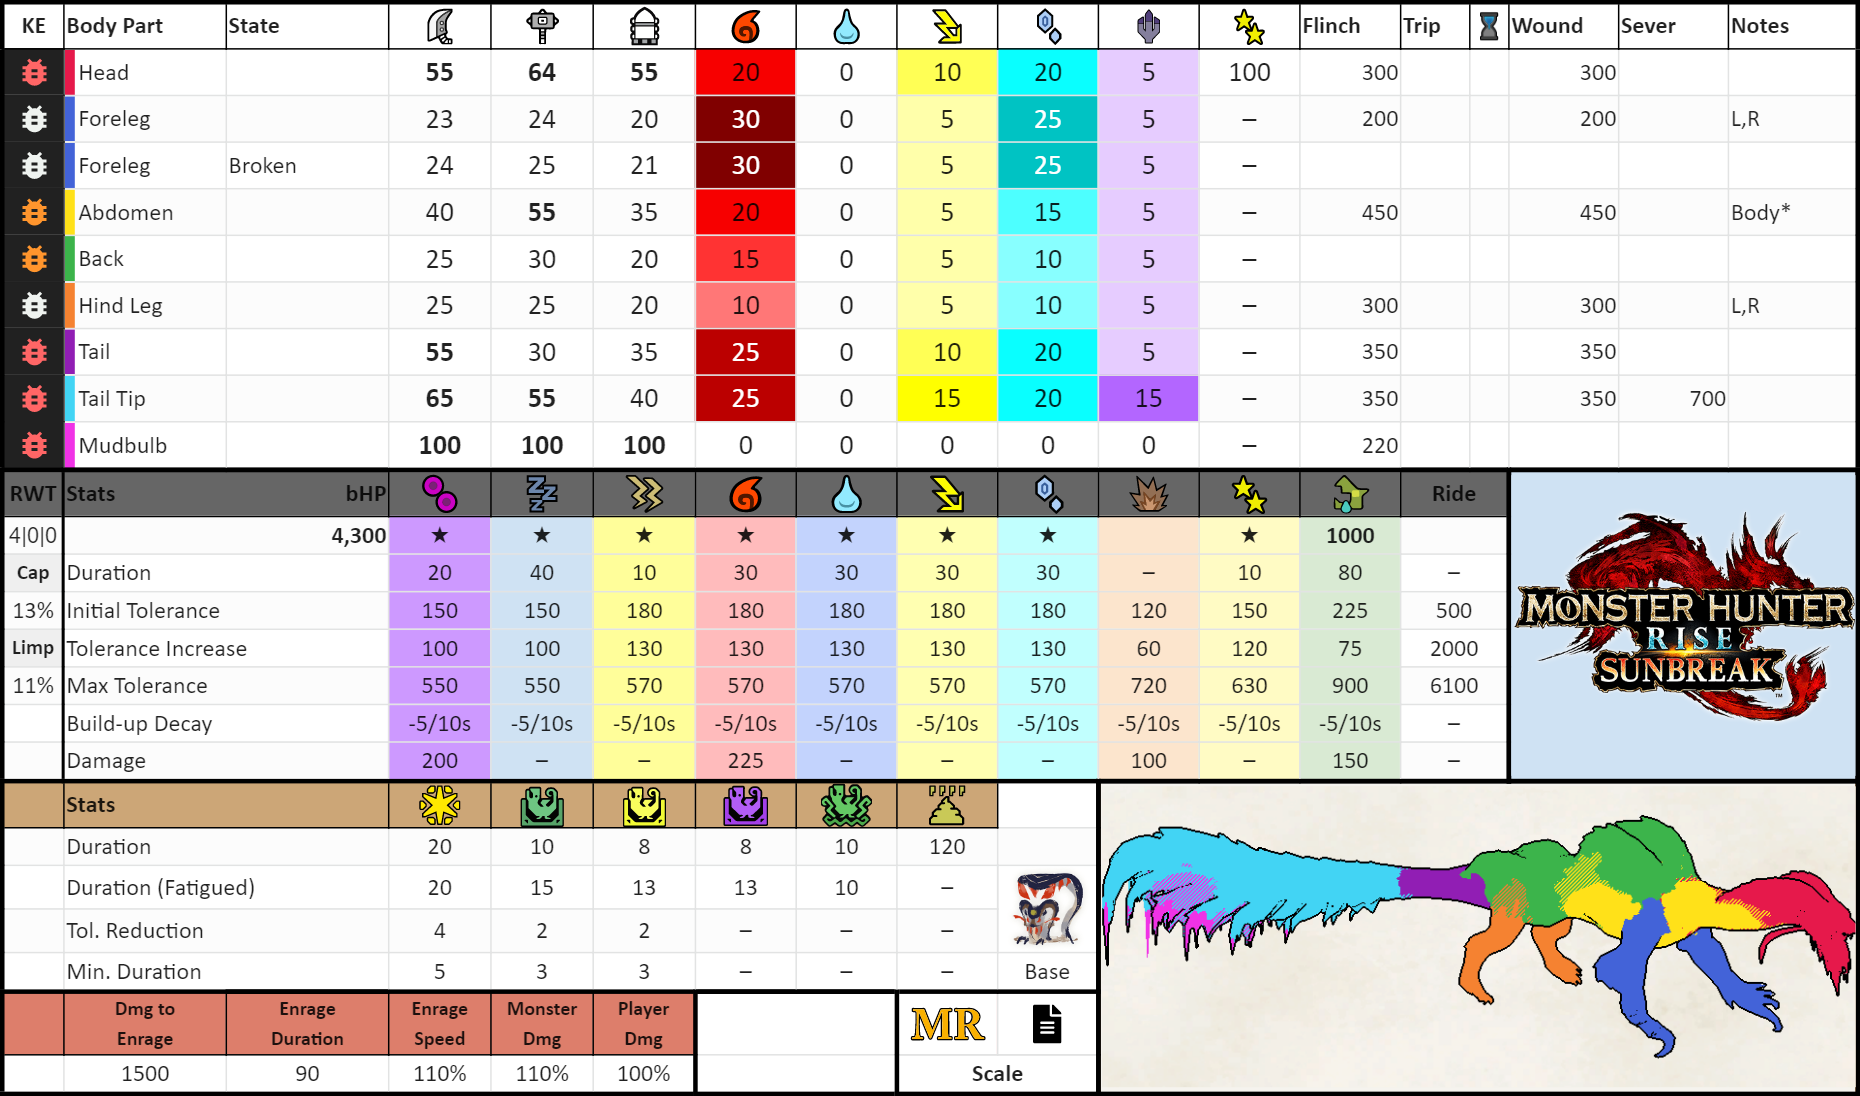 KE Body Part State Flinch Trip Wound Sever Notes
Head 55 64 55 20 0 10 20 5 100 300 300
Foreleg 23 24 20 30 0 5 25 5 – 200 200 L,R
Foreleg Broken 24 25 21 30 0 5 25 5 –
Abdomen 40 55 35 20 0 5 15 5 – 450 450 Body*
Back 25 30 20 15 0 5 10 5 –
Hind Leg 25 25 20 10 0 5 10 5 – 300 300 L,R
Tail 55 30 35 25 0 10 20 5 – 350 350
Tail Tip 65 55 40 25 0 15 20 15 – 350 350 700
Mudbulb 100 100 100 0 0 0 0 0 – 220
RWT Stats bHP Ride
4|0|0 4,300 ★ ★ ★ ★ ★ ★ ★ ★ 1000
Cap Duration 20 40 10 30 30 30 30 – 10 80 –
13% Initial Tolerance 150 150 180 180 180 180 180 120 150 225 500
Limp Tolerance Increase 100 100 130 130 130 130 130 60 120 75 2000
11% Max Tolerance 550 550 570 570 570 570 570 720 630 900 6100
Build-up Decay -5/10s -5/10s -5/10s -5/10s -5/10s -5/10s -5/10s -5/10s -5/10s -5/10s –
Damage 200 – – 225 – – – 100 – 150 –
MONSTER HUNTER
RISE
SUNBREAK
™
Stats
Duration 20 10 8 8 10 120
Duration (Fatigued) 20 15 13 13 10 –
Tol. Reduction 4 2 2 – – –
Min. Duration 5 3 3 – – – Base
Dmg to Enrage Enrage Monster Player
Enrage Duration Speed Dmg Dmg
MR
1500 90 110% 110% 100% Scale